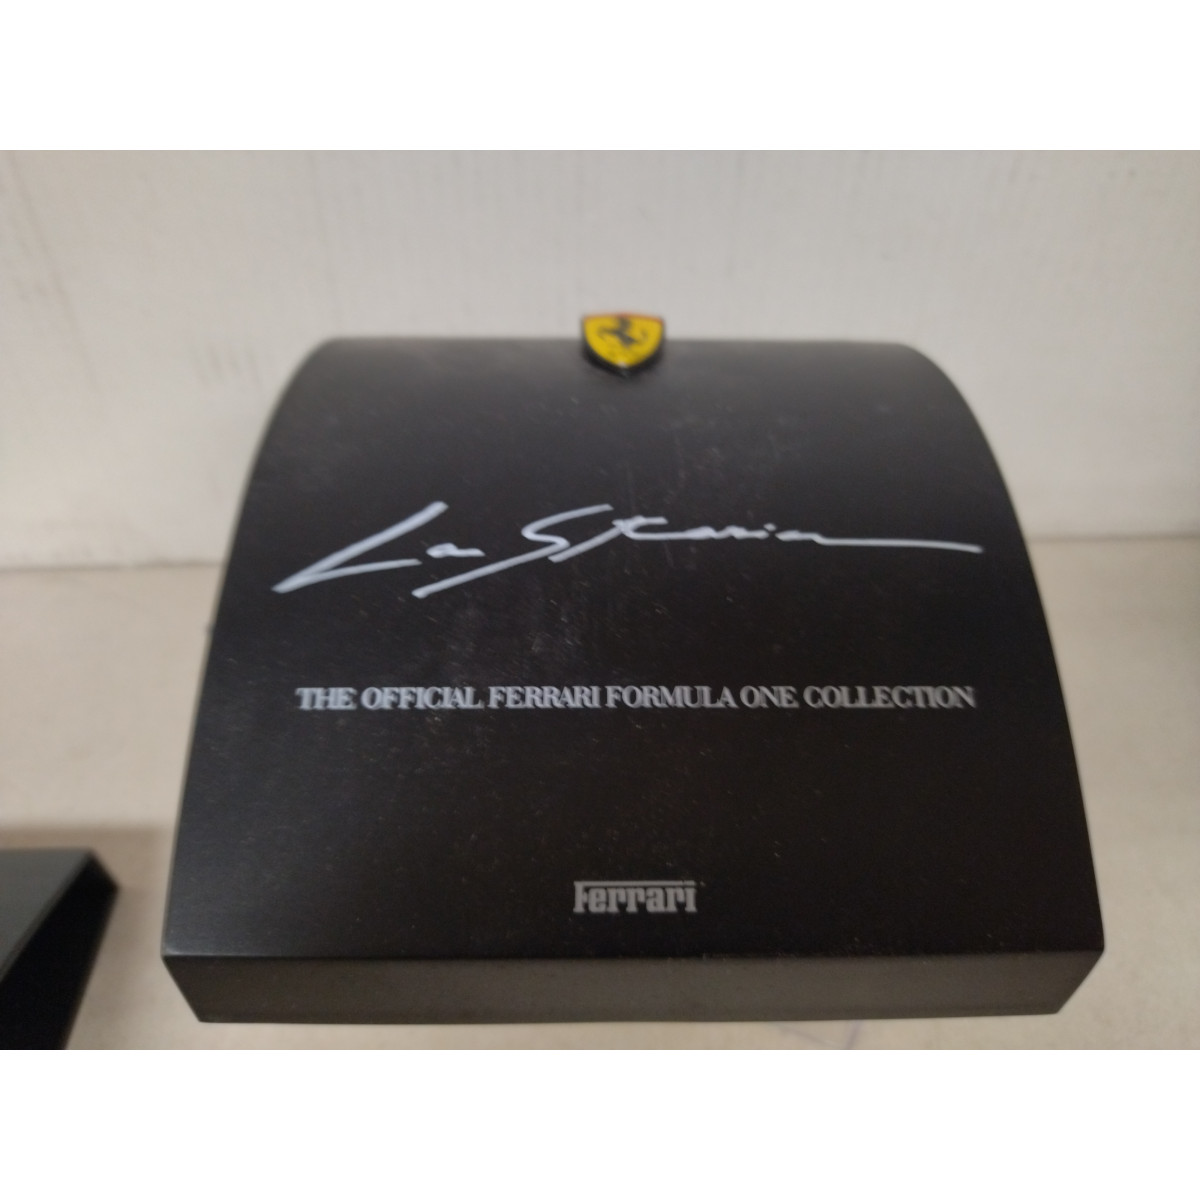 La Storia
THE OFFICIAL FERRARI FORMULA ONE COLLECTION
Ferrari